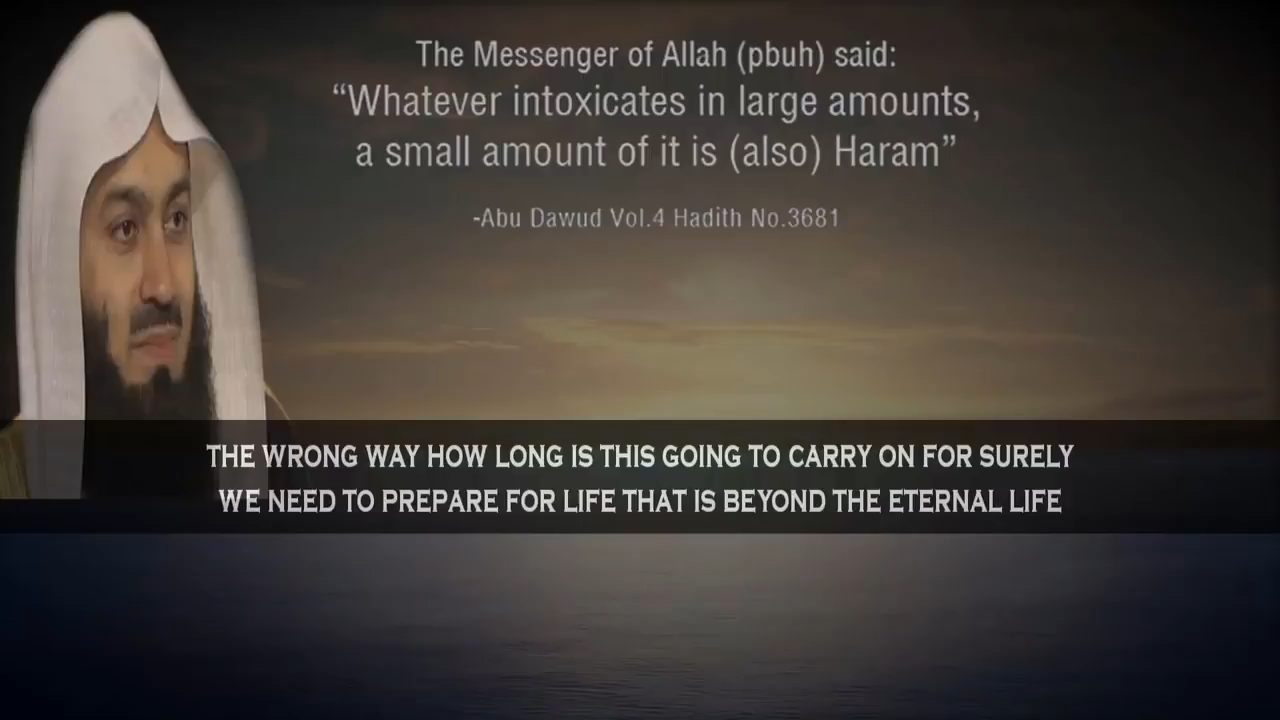 The Messenger of Allah (pbuh) said:
“Whatever intoxicates in large amounts,
a small amount of it is (also) Haram”
-Abu Dawud Vol.4 Hadith No.3681
THE WRONG WAY HOW LONG IS THIS GOING TO CARRY ON FOR SURELY
WE NEED TO PREPARE FOR LIFE THAT IS BEYOND THE ETERNAL LIFE